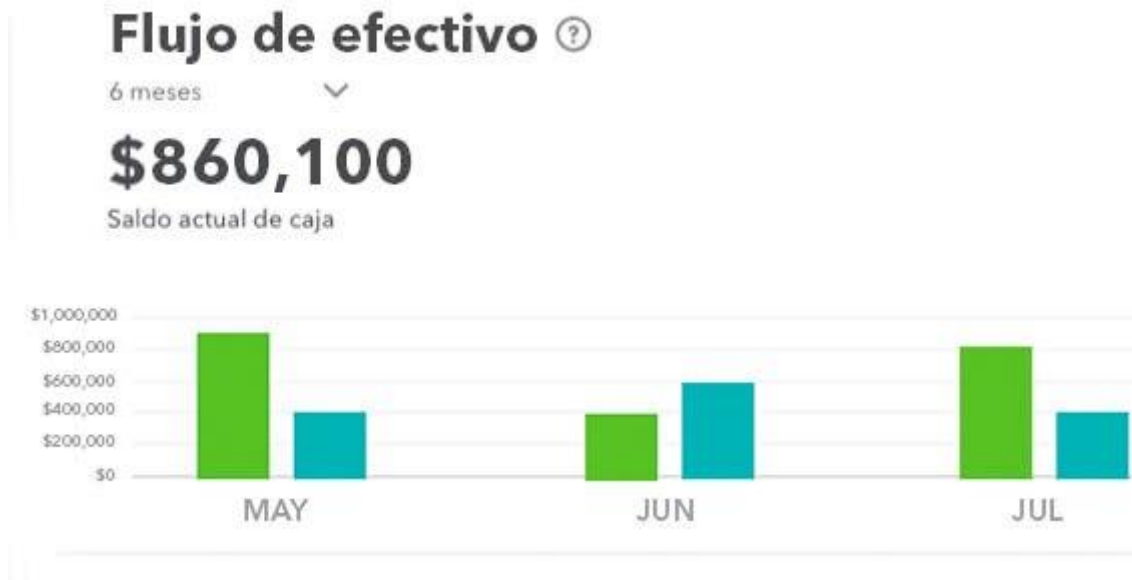 Flujo de efectivo ?
6 meses
$860,100
Saldo actual de caja
$1,000,000
$800,000
$600,000
$400,000
$200,000
$0
MAY JUN JUL